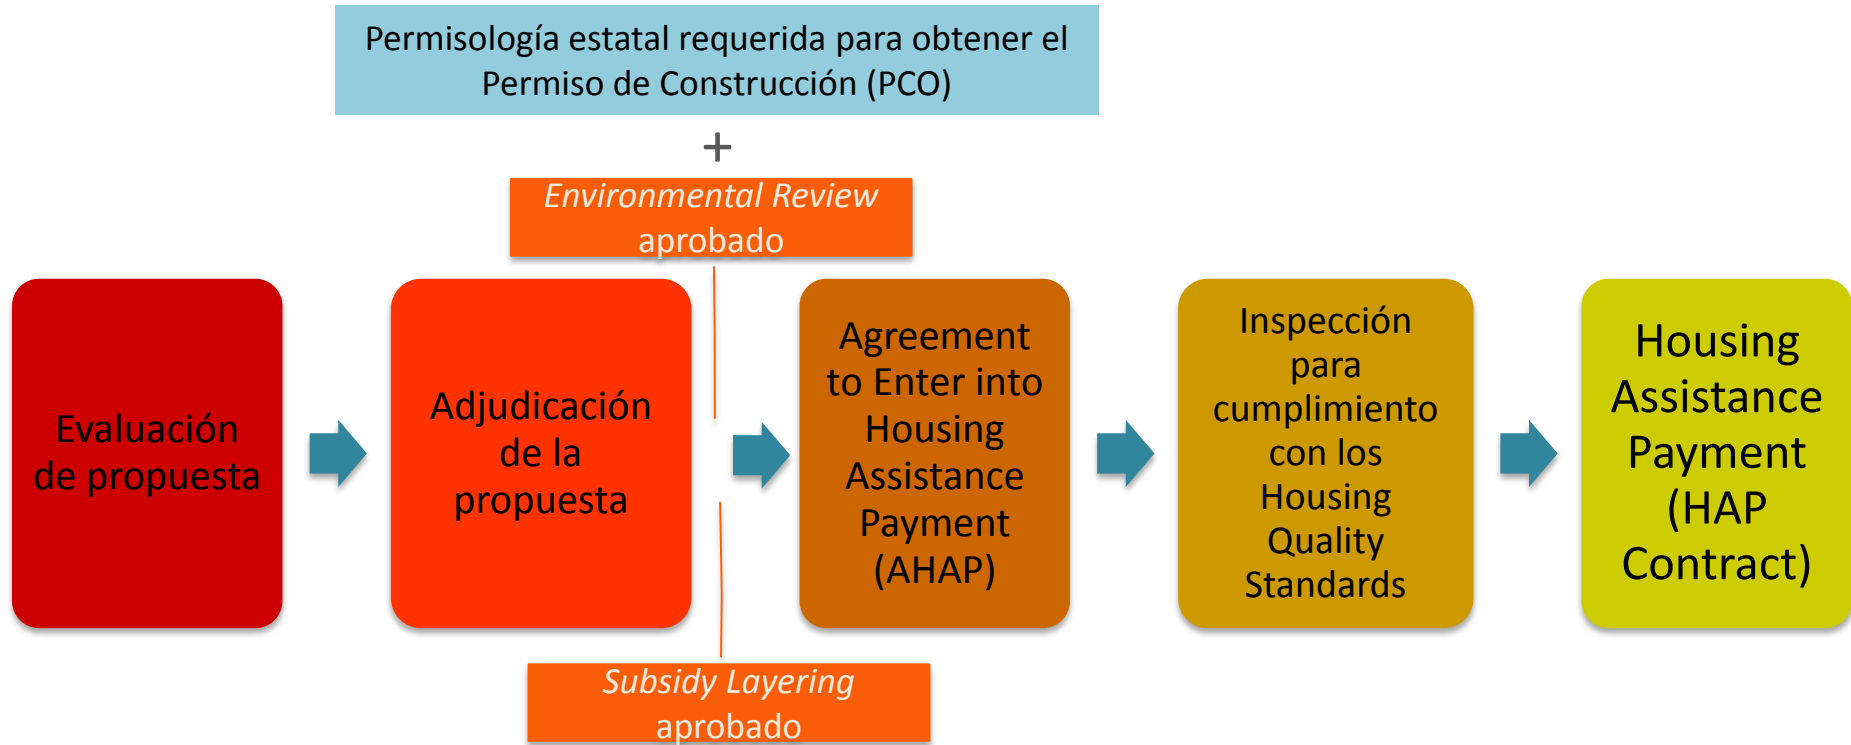 Permisología estatal requerida para obtener el
Permiso de Construcción (PCO)
+
Environmental Review
aprobado
Evaluación
de propuesta
Adjudicación
de la
propuesta
Agreement
to Enter into
Housing
Assistance
Payment
(AHAP)
Inspección
para
cumplimiento
con los
Housing
Quality
Standards
Housing
Assistance
Payment
(HAP
Contract)
Subsidy Layering
aprobado